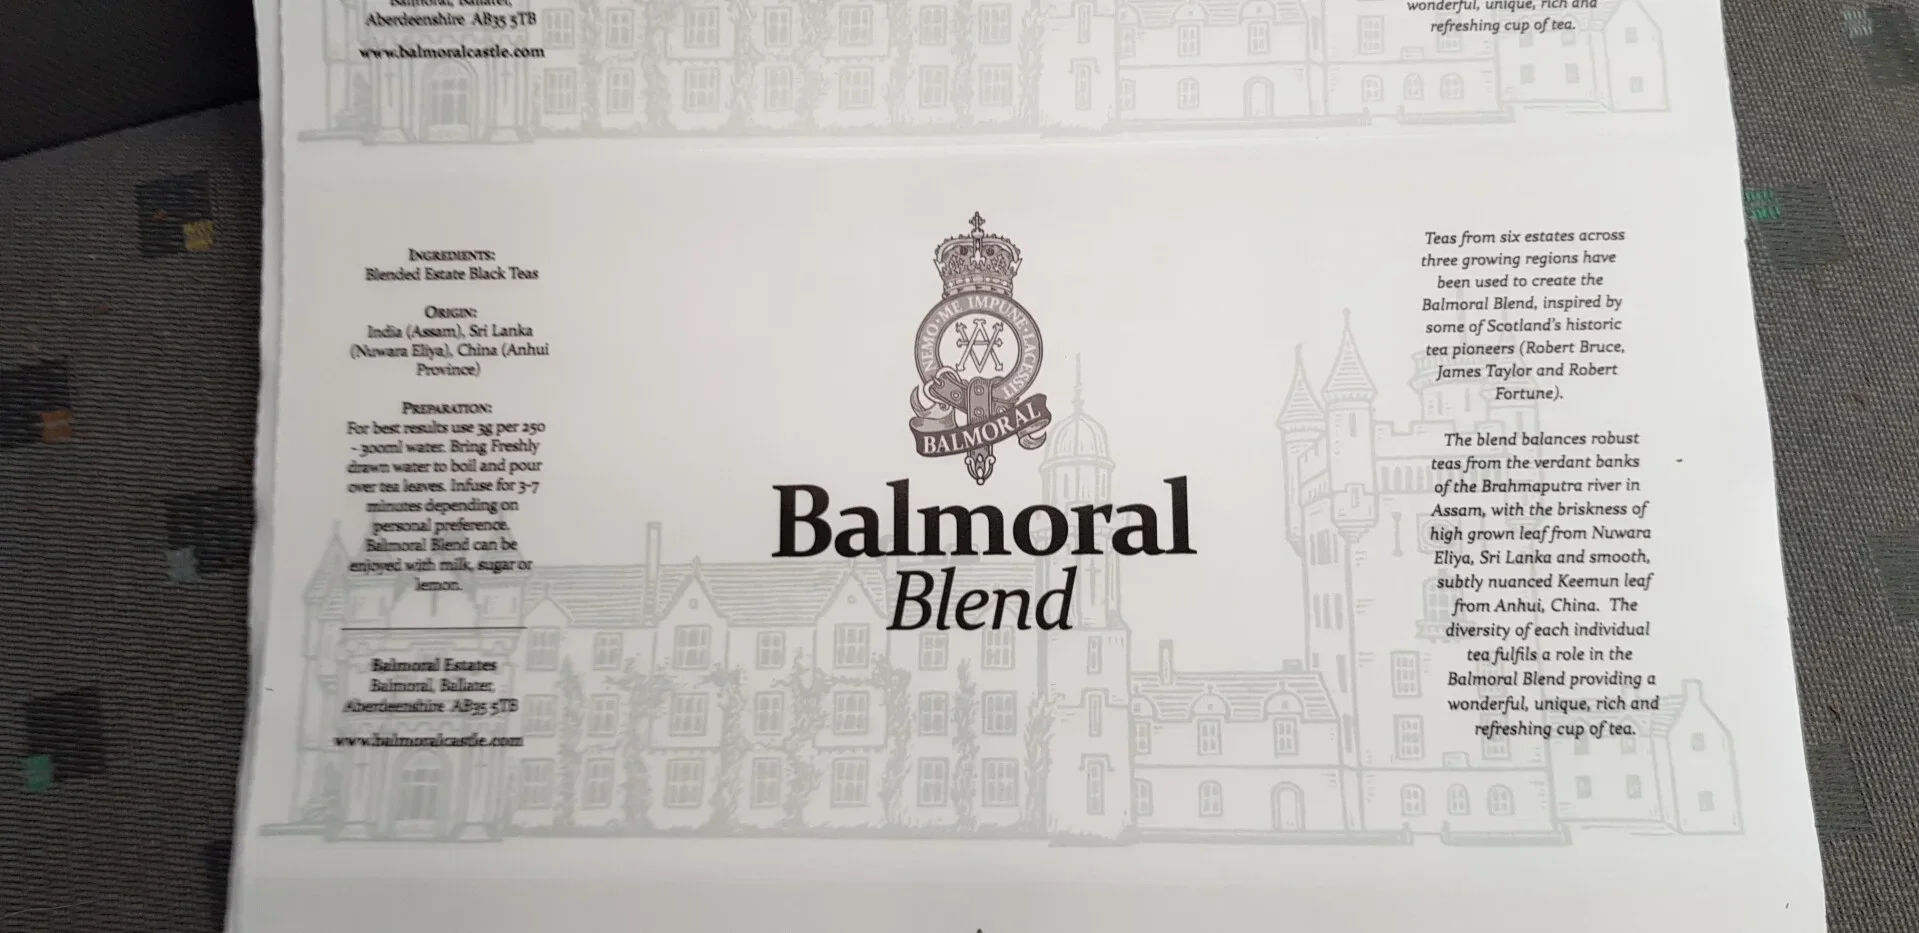 Balmoral, Ballater,
Aberdeenshire AB35 5TB
www.balmoralcastle.com
wonderful, unique, rich and
refreshing cup of tea.
INGREDIENTS:
Blended Estate Black Teas
ORIGIN:
India (Assam), Sri Lanka
(Nuwara Eliya), China (Anhui
Province)
PREPARATION:
For best results use 3g per 250
- 300ml water. Bring Freshly
drawn water to boil and pour
over tea leaves. Infuse for 3-7
minutes depending on
personal preference.
Balmoral Blend can be
enjoyed with milk, sugar or
lemon.
Balmoral Estates
Balmoral, Ballater,
Aberdeenshire AB35 5TB
www.balmoralcastle.com
NEMO·ME IMPUNE·LACESSIT
BALMORAL
Balmoral
Blend
Teas from six estates across
three growing regions have
been used to create the
Balmoral Blend, inspired by
some of Scotland's historic
tea pioneers (Robert Bruce,
James Taylor and Robert
Fortune).
The blend balances robust
teas from the verdant banks
of the Brahmaputra river in
Assam, with the briskness of
high grown leaf from Nuwara
Eliya, Sri Lanka and smooth,
subtly nuanced Keemun leaf
from Anhui, China. The
diversity of each individual
tea fulfils a role in the
Balmoral Blend providing a
wonderful, unique, rich and
refreshing cup of tea.